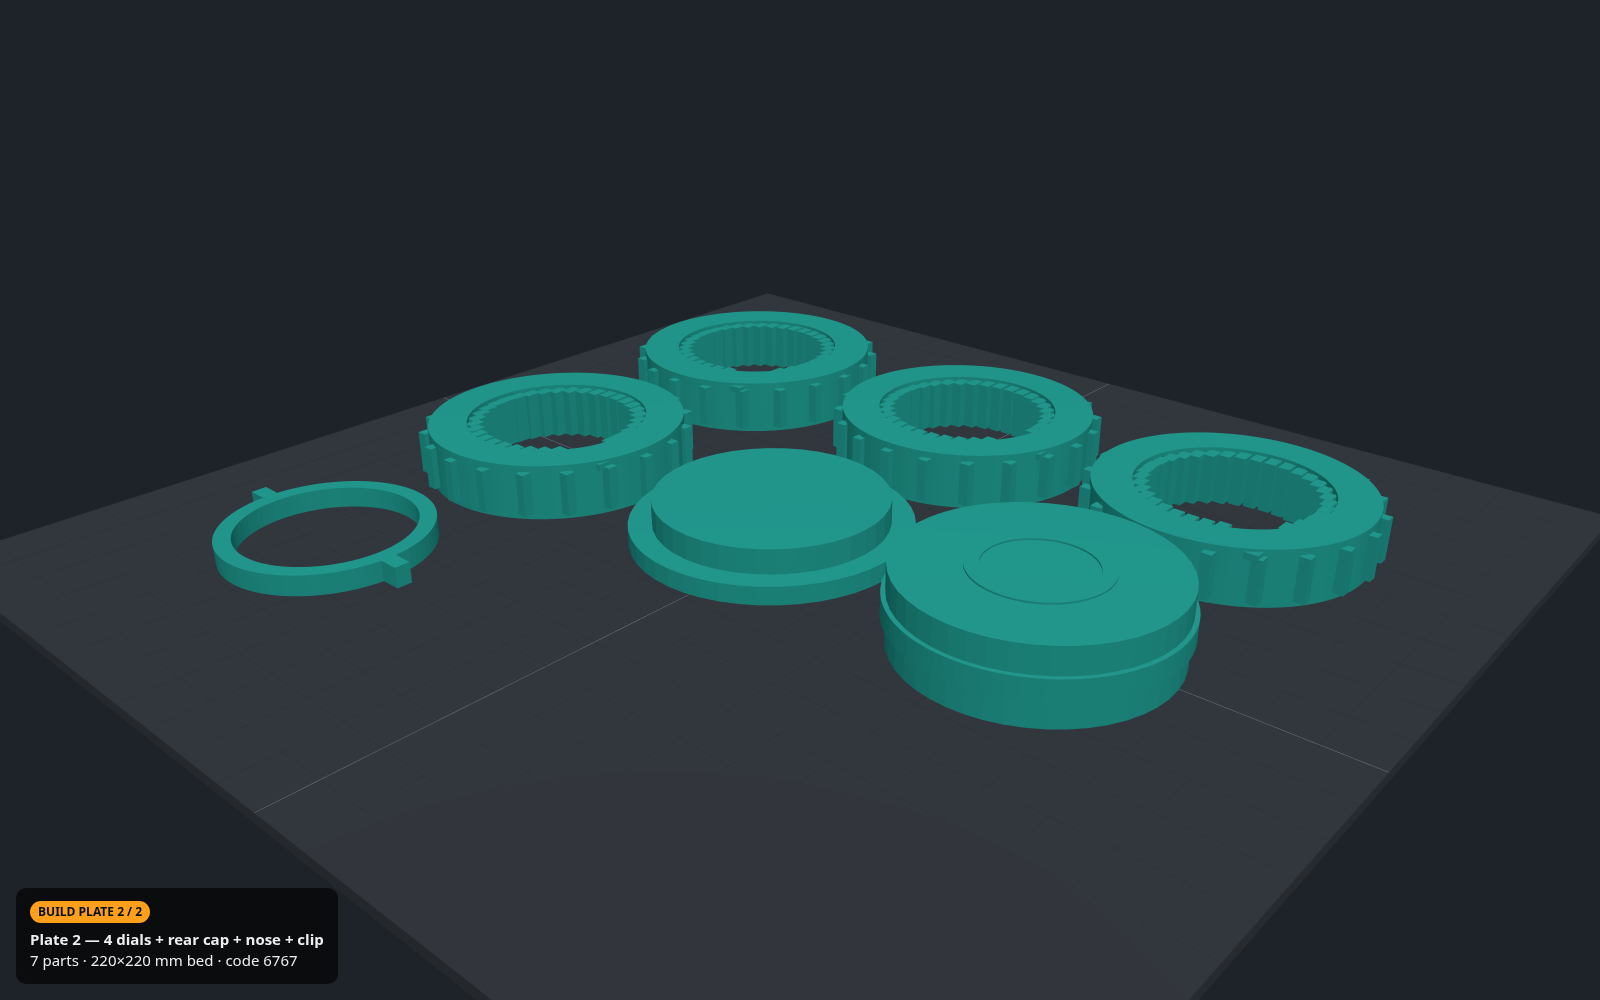 BUILD PLATE 2 / 2
Plate 2 — 4 dials + rear cap + nose + clip
7 parts · 220×220 mm bed · code 6767